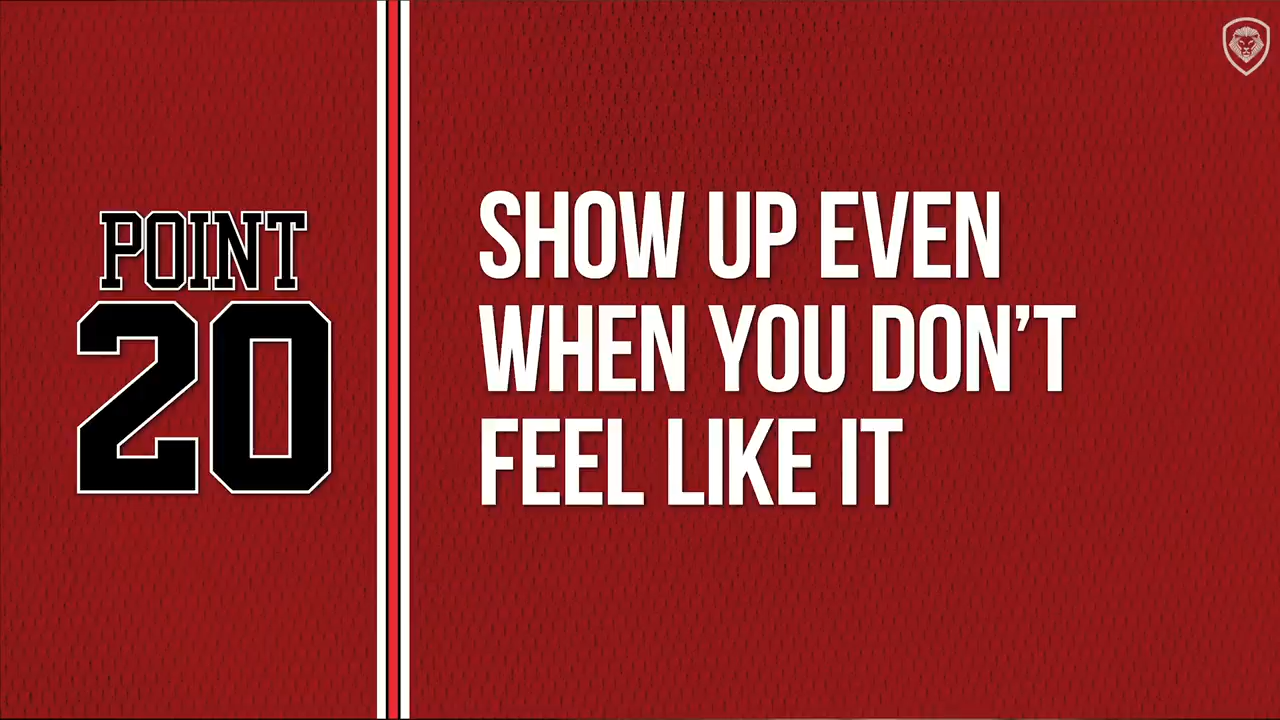 POINT
20
SHOW UP EVEN
WHEN YOU DON'T
FEEL LIKE IT